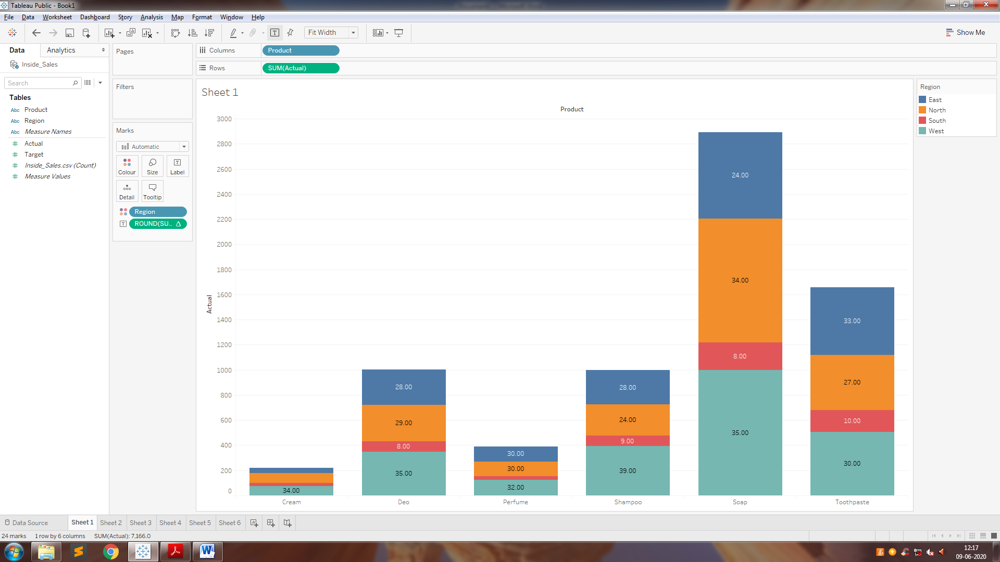 Tableau Public - Book1
File Data Worksheet Dashboard Story Analysis Map Format Window Help
Fit Width
Show Me
Data Analytics
Inside_Sales
Search
Tables
Abc Product
Abc Region
Abc Measure Names
# Actual
# Target
# Inside_Sales.csv (Count)
# Measure Values
Pages
Filters
Marks
Automatic
Colour Size Label
Detail Tooltip
Region
ROUND(SU.. Δ
Columns Product
Rows SUM(Actual)
Sheet 1
Product
3000
2800
2600
2400
2200
2000
1800
1600
1400
1200
1000
800
600
400
200
0
Actual
34.00
28.00
29.00
8.00
35.00
30.00
30.00
32.00
28.00
24.00
9.00
39.00
24.00
34.00
8.00
35.00
33.00
27.00
10.00
30.00
Cream Deo Perfume Shampoo Soap Toothpaste
Region
East
North
South
West
Data Source Sheet 1 Sheet 2 Sheet 3 Sheet 4 Sheet 5 Sheet 6
24 marks 1 row by 6 columns SUM(Actual): 7,166.0
12:17
09-06-2020